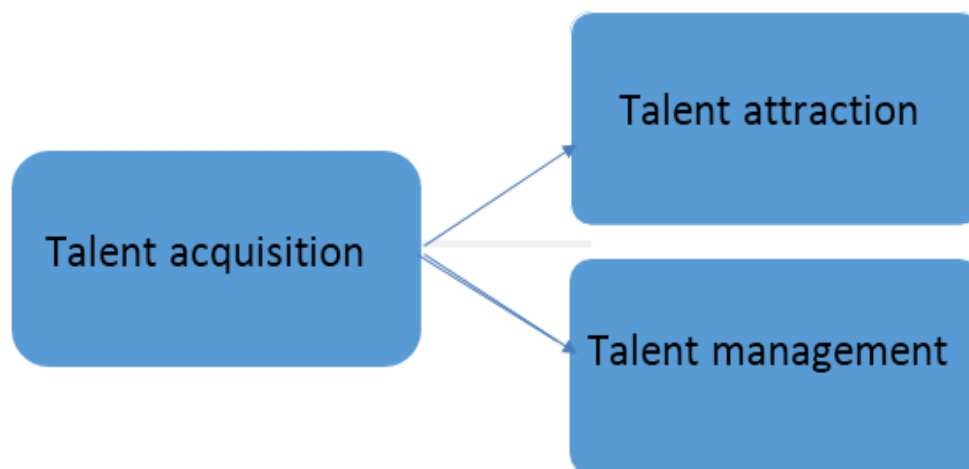 Talent attraction
Talent acquisition
Talent management